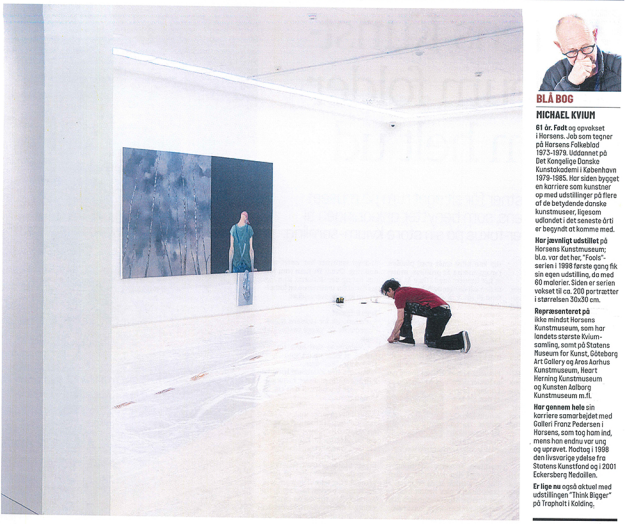 BLÅ BOG
MICHAEL KVIUM
61 år. Født og opvokset
i Horsens. Job som tegner
på Horsens Folkeblad
1973-1979. Uddannet på
Det Kongelige Danske
Kunstakademi i København
1979-1985. Har siden bygget
en karriere som kunstner
op med udstillinger på flere
af de betydende danske
kunstmuseer, ligesom
udlandet i det seneste årti
er begyndt at komme med.
Har jævnligt udstillet på
Horsens Kunstmuseum;
bl.a. var det her, "Fools"-
serien i 1998 første gang fik
sin egen udstilling, da med
60 malerier. Siden er serien
vokset til ca. 200 portrætter
i størrelsen 30x30 cm.
Repræsenteret på
ikke mindst Horsens
Kunstmuseum, som har
landets største Kvium-
samling, samt på Statens
Museum for Kunst, Göteborg
Art Gallery og Aros Aarhus
Kunstmuseum, Heart
Herning Kunstmuseum
og Kunsten Aalborg
Kunstmuseum m.fl.
Har gennem hele sin
karriere samarbejdet med
Galleri Franz Pedersen i
Horsens, som tog ham ind,
mens han endnu var ung
og uprøvet. Modtog i 1998
den livsvarige ydelse fra
Statens Kunstfond og i 2001
Eckersberg Medaillen.
Er lige nu også aktuel med
udstillingen "Think Bigger"
på Trapholt i Kolding.